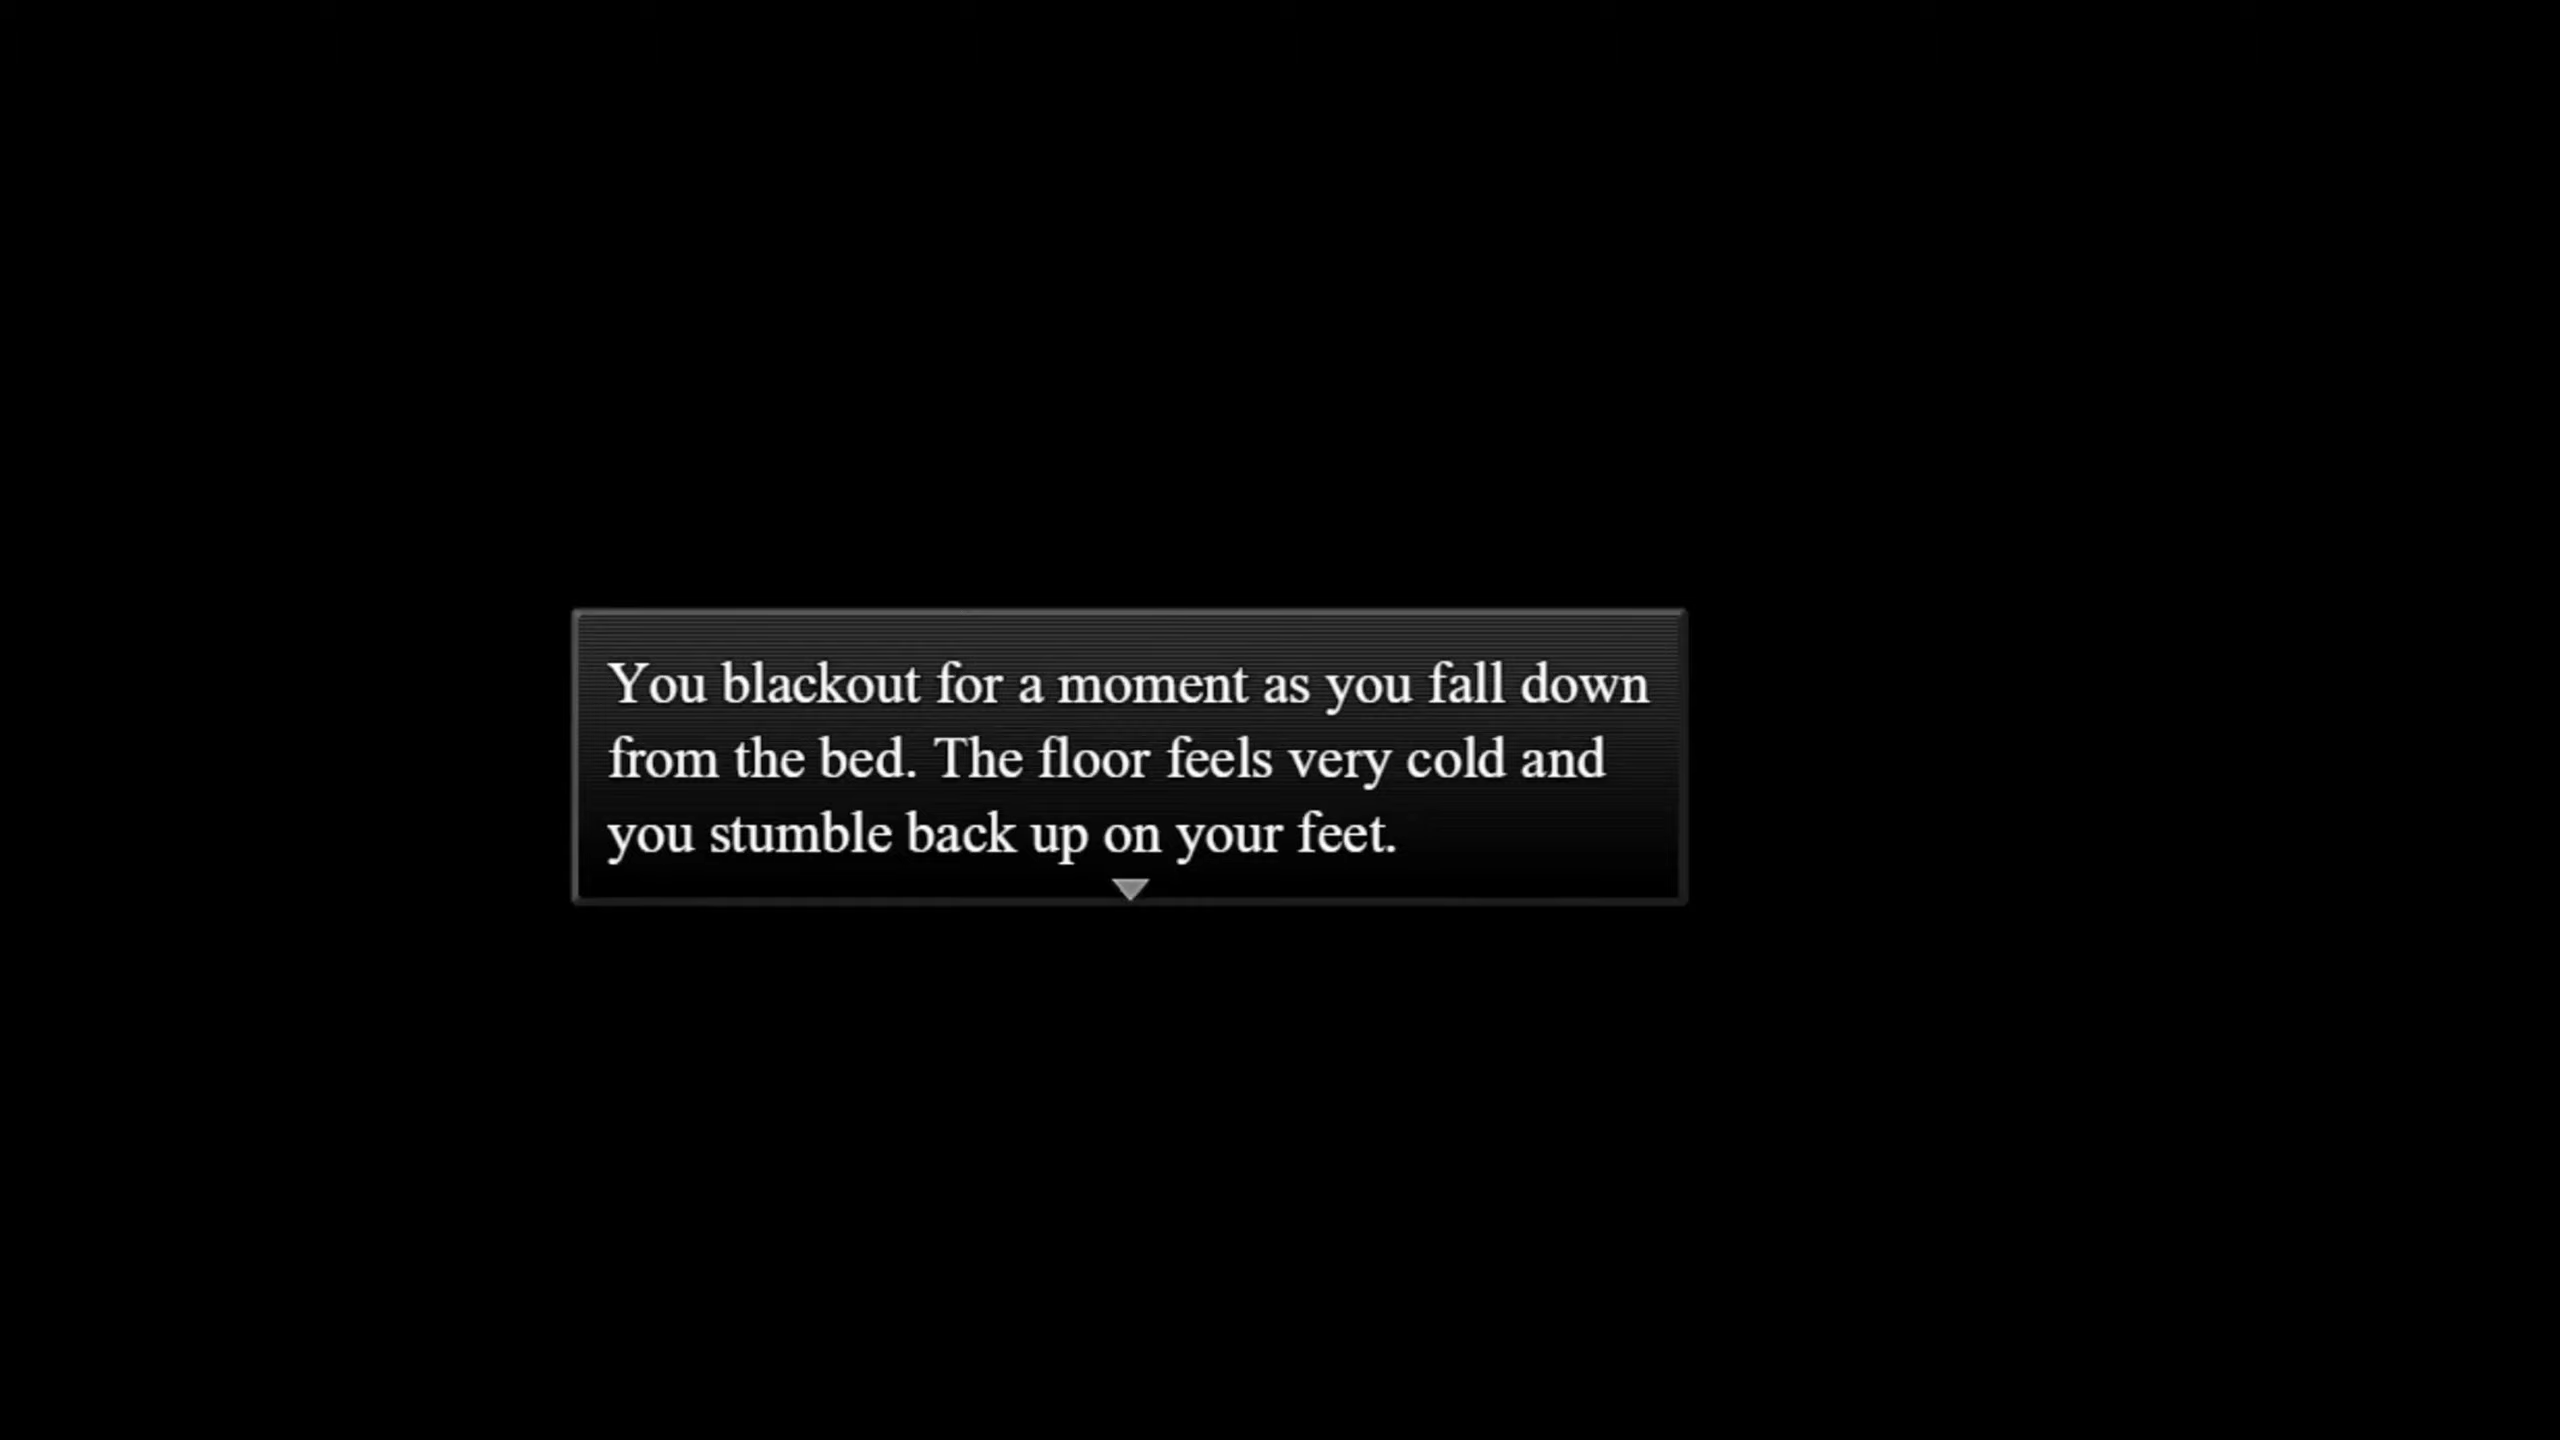 You blackout for a moment as you fall down
from the bed. The floor feels very cold and
you stumble back up on your feet.